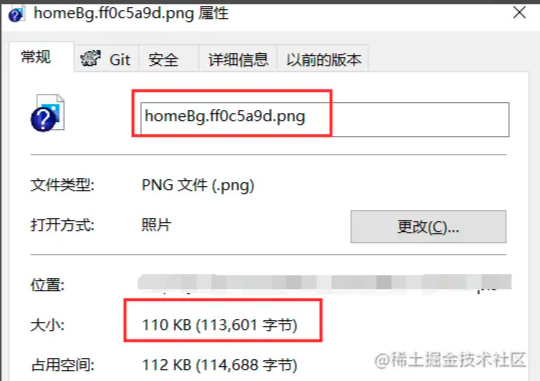 homeBg.ff0c5a9d.png 属性
常规 Git 安全 详细信息 以前的版本
homeBg.ff0c5a9d.png
文件类型: PNG 文件 (.png)
打开方式: 照片 更改(C)...
位置:
大小: 110 KB (113,601 字节)
占用空间: 112 KB (114,688 字节)
@稀土掘金技术社区